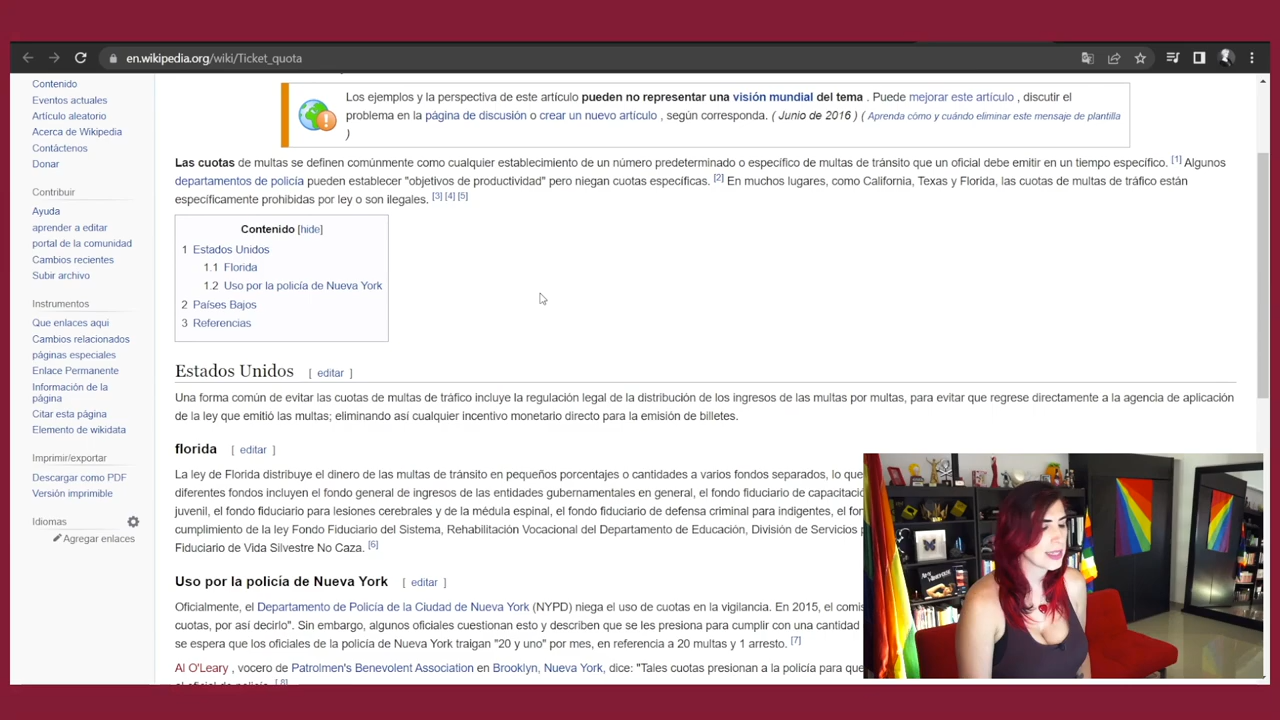 en.wikipedia.org/wiki/Ticket_quota
Contenido
Eventos actuales
Artículo aleatorio
Acerca de Wikipedia
Contáctenos
Donar
Contribuir
Ayuda
aprender a editar
portal de la comunidad
Cambios recientes
Subir archivo
Instrumentos
Que enlaces aqui
Cambios relacionados
páginas especiales
Enlace Permanente
Información de la
página
Citar esta página
Elemento de wikidata
Imprimir/exportar
Descargar como PDF
Versión imprimible
Idiomas
Agregar enlaces
Los ejemplos y la perspectiva de este artículo pueden no representar una visión mundial del tema . Puede mejorar este artículo , discutir el
problema en la página de discusión o crear un nuevo artículo , según corresponda. ( Junio de 2016 ) ( Aprenda cómo y cuándo eliminar este mensaje de plantilla
)
Las cuotas de multas se definen comúnmente como cualquier establecimiento de un número predeterminado o específico de multas de tránsito que un oficial debe emitir en un tiempo específico. [1] Algunos
departamentos de policía pueden establecer "objetivos de productividad" pero niegan cuotas específicas. [2] En muchos lugares, como California, Texas y Florida, las cuotas de multas de tráfico están
específicamente prohibidas por ley o son ilegales. [3] [4] [5]
Contenido [hide]
1 Estados Unidos
1.1 Florida
1.2 Uso por la policía de Nueva York
2 Países Bajos
3 Referencias
Estados Unidos [ editar ]
Una forma común de evitar las cuotas de multas de tráfico incluye la regulación legal de la distribución de los ingresos de las multas por multas, para evitar que regrese directamente a la agencia de aplicación
de la ley que emitió las multas; eliminando así cualquier incentivo monetario directo para la emisión de billetes.
florida [ editar ]
La ley de Florida distribuye el dinero de las multas de tránsito en pequeños porcentajes o cantidades a varios fondos separados, lo que
diferentes fondos incluyen el fondo general de ingresos de las entidades gubernamentales en general, el fondo fiduciario de capacitació
juvenil, el fondo fiduciario para lesiones cerebrales y de la médula espinal, el fondo fiduciario de defensa criminal para indigentes, el fon
cumplimiento de la ley Fondo Fiduciario del Sistema, Rehabilitación Vocacional del Departamento de Educación, División de Servicios p
Fiduciario de Vida Silvestre No Caza. [6]
Uso por la policía de Nueva York [ editar ]
Oficialmente, el Departamento de Policía de la Ciudad de Nueva York (NYPD) niega el uso de cuotas en la vigilancia. En 2015, el comis
cuotas, por así decirlo". Sin embargo, algunos oficiales cuestionan esto y describen que se les presiona para cumplir con una cantidad
se espera que los oficiales de la policía de Nueva York traigan "20 y uno" por mes, en referencia a 20 multas y 1 arresto. [7]
Al O'Leary , vocero de Patrolmen's Benevolent Association en Brooklyn, Nueva York, dice: "Tales cuotas presionan a la policía para que